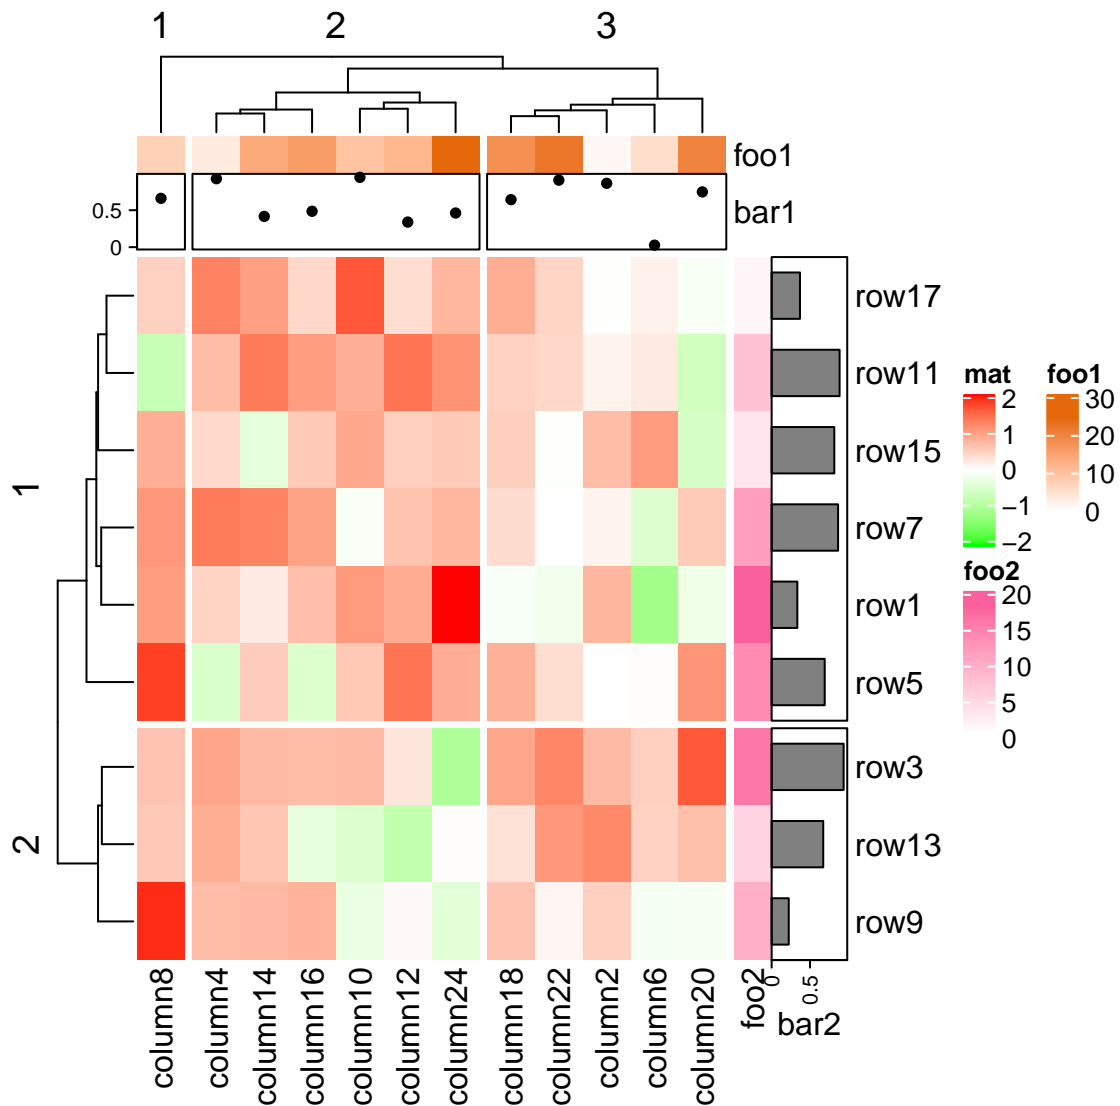 1 2 3
foo1
0.5
0
bar1
1
2
row17
row11
row15
row7
row1
row5
row3
row13
row9
mat
2
1
0
−1
−2
foo1
30
20
10
0
foo2
20
15
10
5
0
column8
column4
column14
column16
column10
column12
column24
column18
column22
column2
column6
column20
foo2
0
0.5
bar2